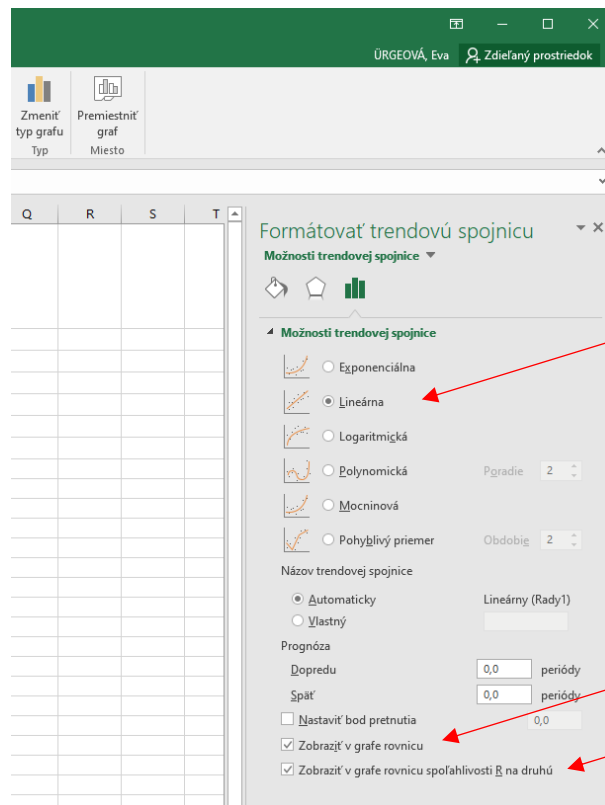 ÜRGEOVÁ, Eva Zdieľaný prostriedok
Zmeniť
typ grafu
Typ
Premiestniť
graf
Miesto
Q R S T
Formátovať trendovú spojnicu
Možnosti trendovej spojnice
Možnosti trendovej spojnice
Exponenciálna
Lineárna
Logaritmická
Polynomická Poradie 2
Mocninová
Pohyblivý priemer Obdobie 2
Názov trendovej spojnice
Automaticky Lineárny (Rady1)
Vlastný
Prognóza
Dopredu 0,0 periódy
Späť 0,0 periódy
Nastaviť bod pretnutia 0,0
Zobraziť v grafe rovnicu
Zobraziť v grafe rovnicu spoľahlivosti R na druhú